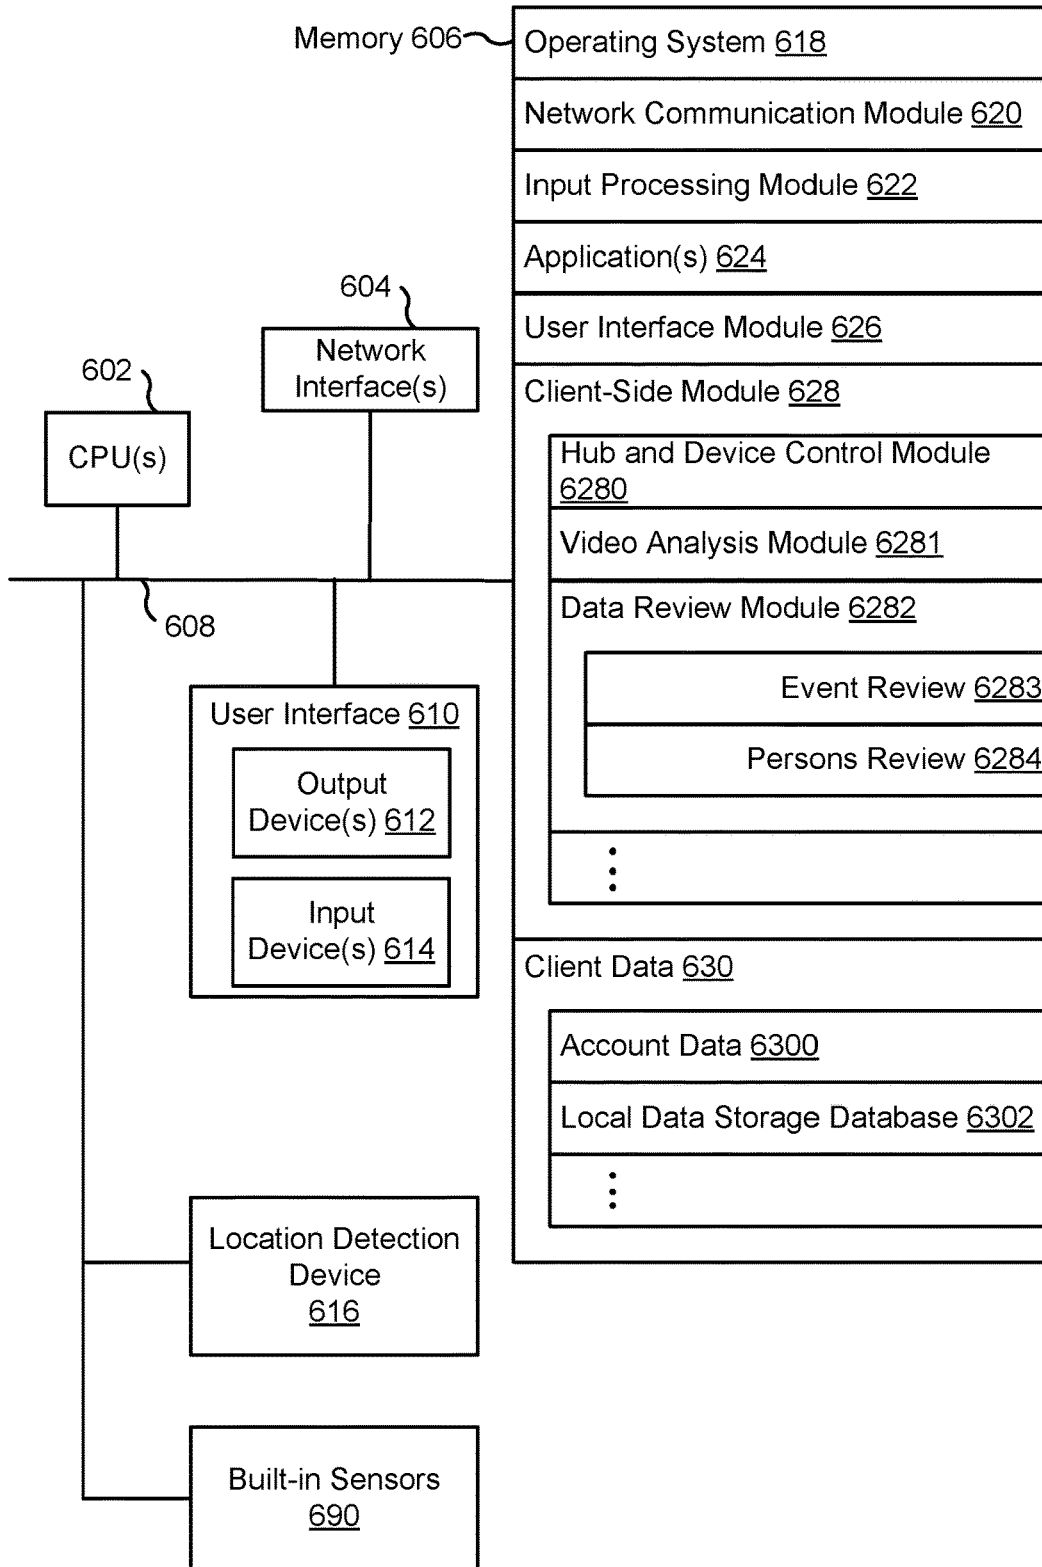 Memory 606
Operating System 618
Network Communication Module 620
Input Processing Module 622
Application(s) 624
User Interface Module 626
Client-Side Module 628
Hub and Device Control Module
6280
Video Analysis Module 6281
Data Review Module 6282
Event Review 6283
Persons Review 6284
Client Data 630
Account Data 6300
Local Data Storage Database 6302
604
Network
Interface(s)
602
CPU(s)
608
User Interface 610
Output
Device(s) 612
Input
Device(s) 614
Location Detection
Device
616
Built-in Sensors
690